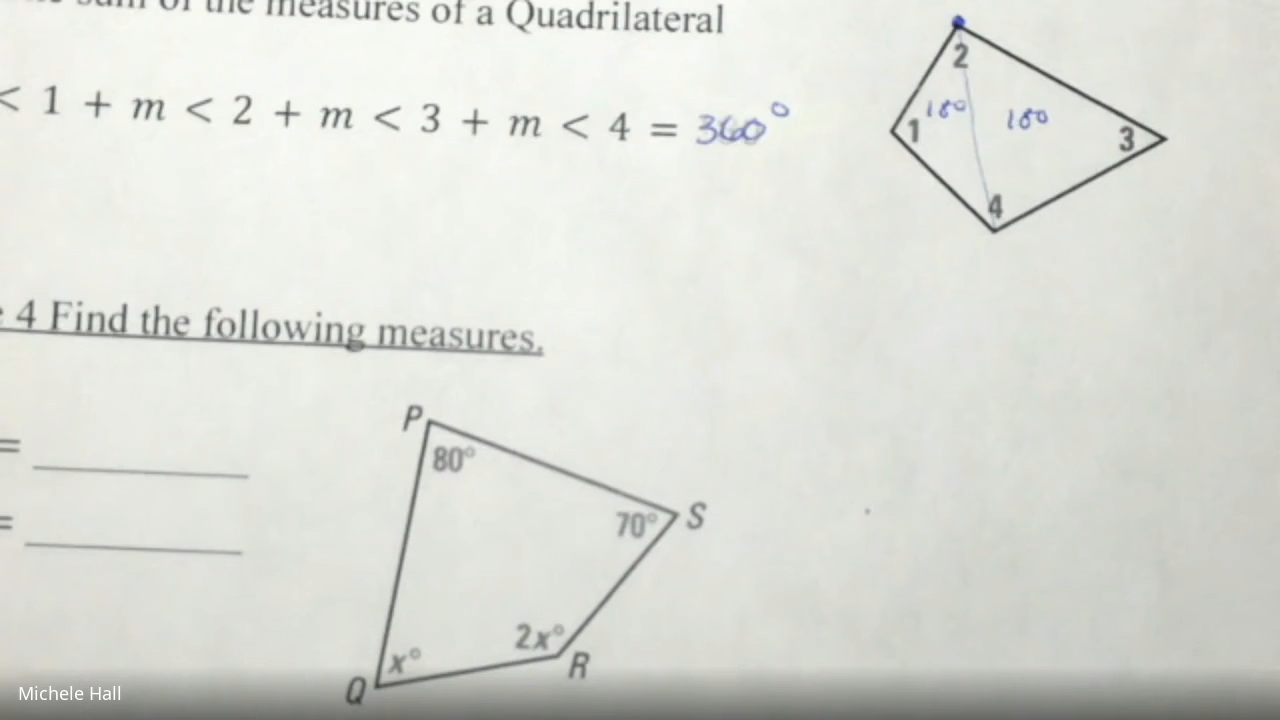 sum of the measures of a Quadrilateral
< 1 + m < 2 + m < 3 + m < 4 = 360°
2
180 180
1
3
4
4 Find the following measures.
P
80°
=
S
70°
=
2x°
x°
R
Q
Michele Hall